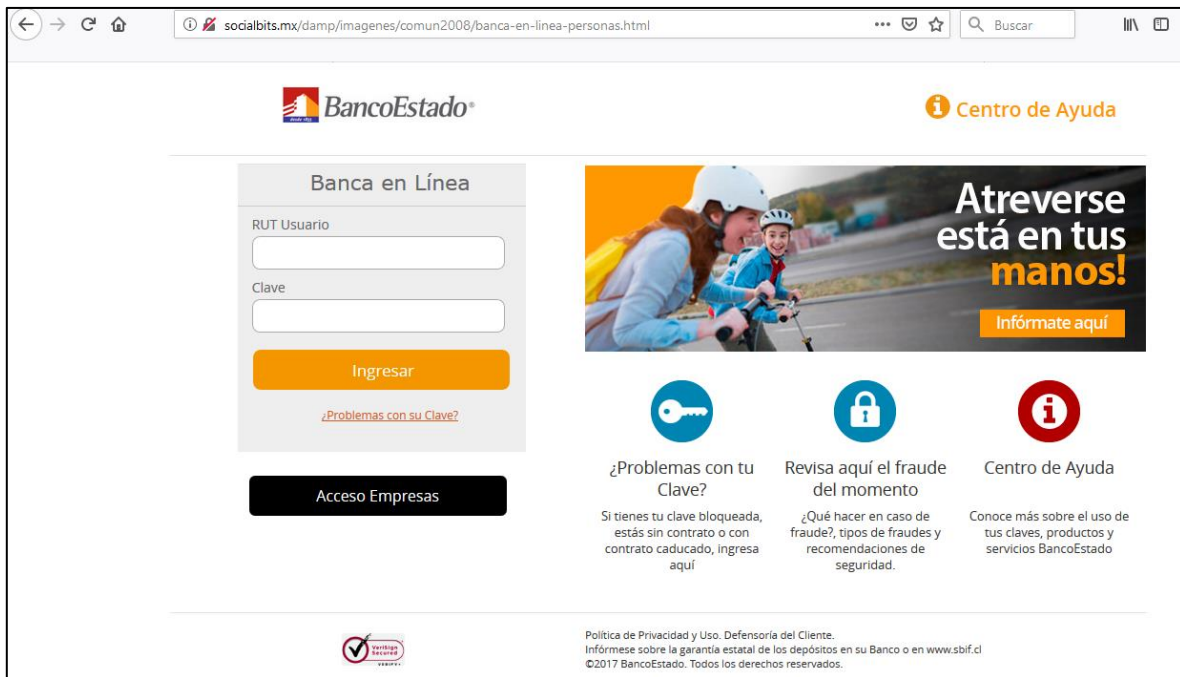 socialbits.mx/damp/imagenes/comun2008/banca-en-linea-personas.html
Buscar
BancoEstado®
Centro de Ayuda
Banca en Línea
RUT Usuario
Clave
Ingresar
¿Problemas con su Clave?
Acceso Empresas
Atreverse
está en tus
manos!
Infórmate aquí
¿Problemas con tu
Clave?
Si tienes tu clave bloqueada,
estás sin contrato o con
contrato caducado, ingresa
aquí
Revisa aquí el fraude
del momento
¿Qué hacer en caso de
fraude?, tipos de fraudes y
recomendaciones de
seguridad.
Centro de Ayuda
Conoce más sobre el uso de
tus claves, productos y
servicios BancoEstado
VeriSign
Secured
Política de Privacidad y Uso. Defensoría del Cliente.
Infórmese sobre la garantía estatal de los depósitos en su Banco o en www.sbif.cl
©2017 BancoEstado. Todos los derechos reservados.